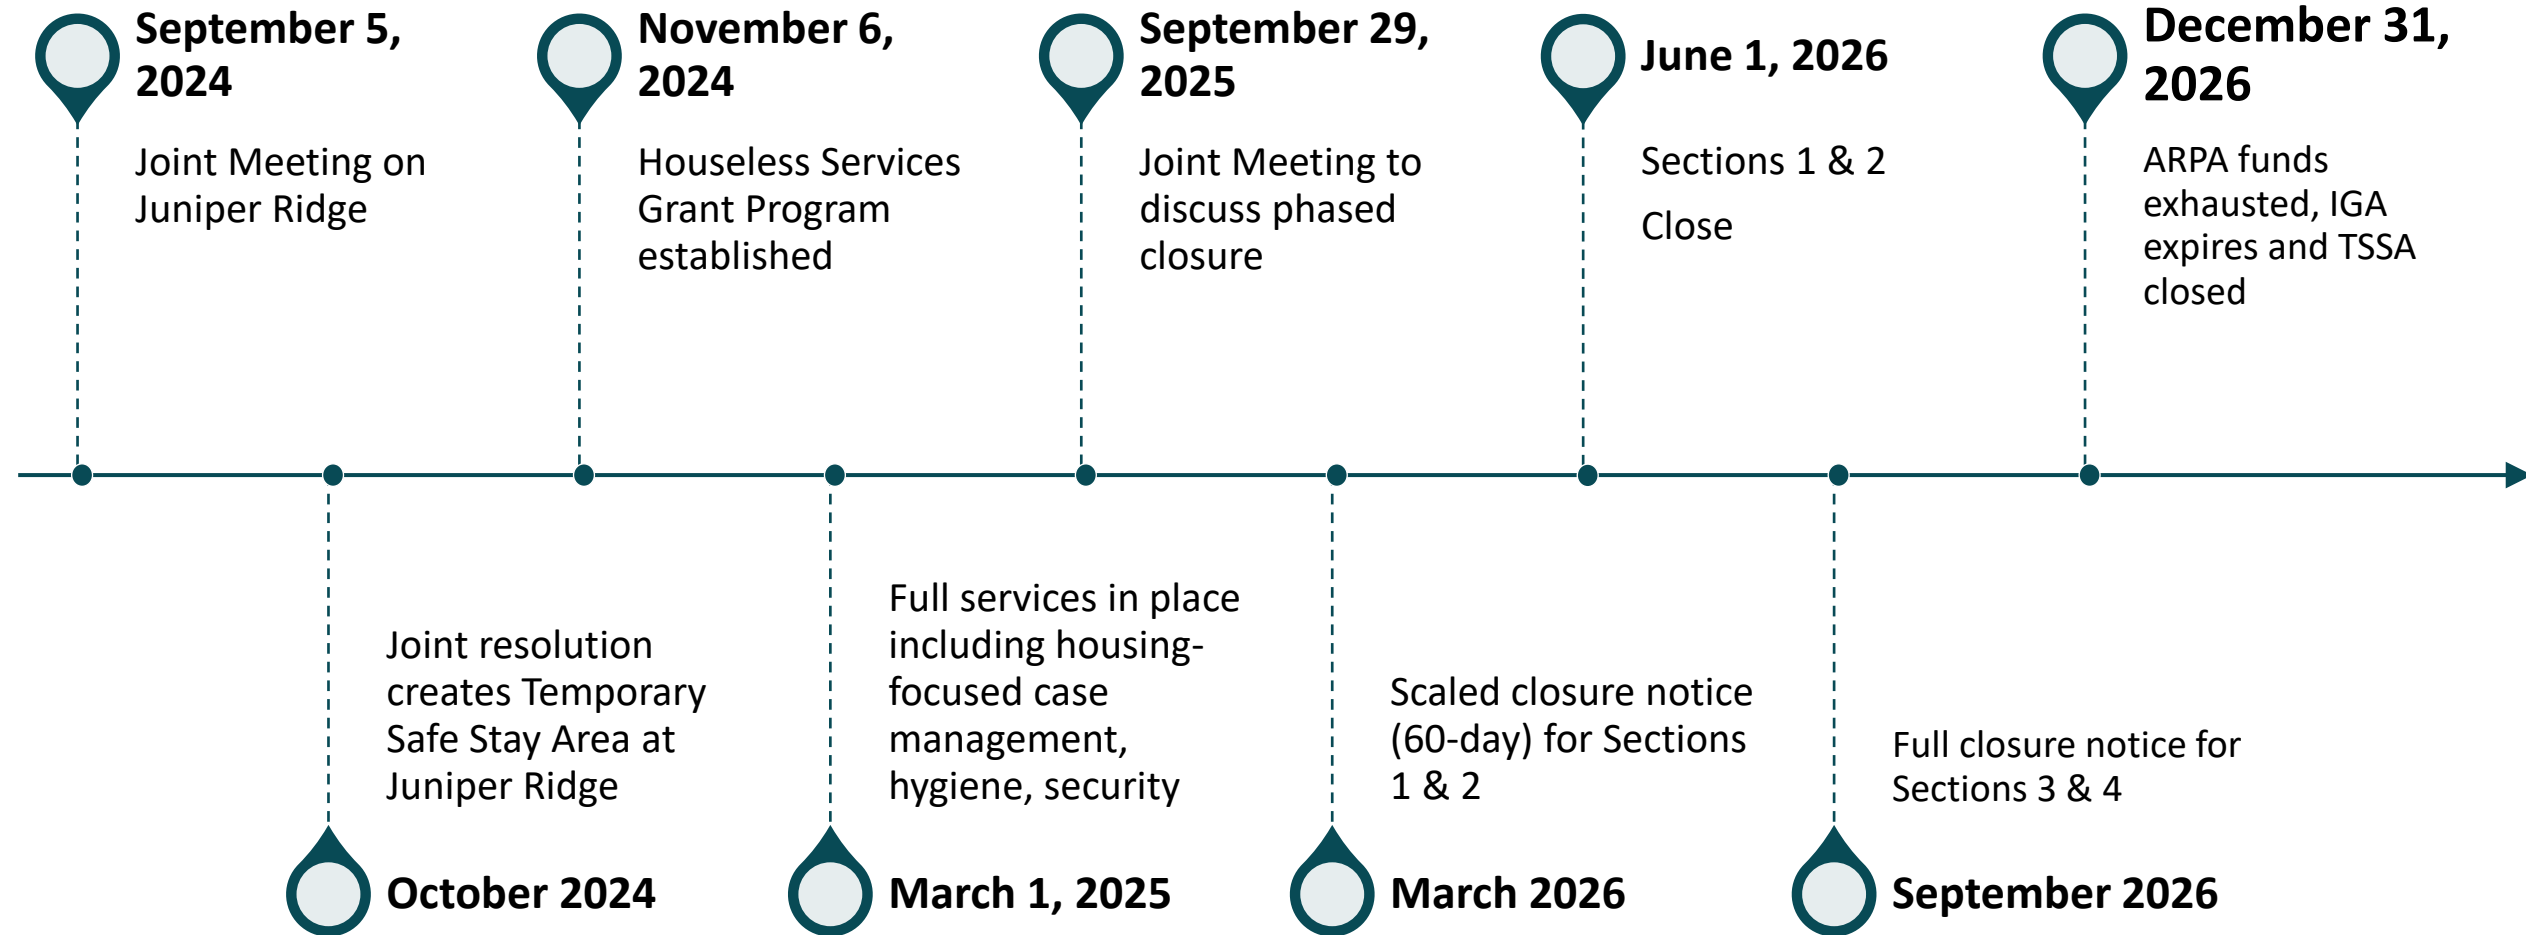 September 5,
2024
Joint Meeting on
Juniper Ridge
Joint resolution
creates Temporary
Safe Stay Area at
Juniper Ridge
October 2024
November 6,
2024
Houseless Services
Grant Program
established
Full services in place
including housing-
focused case
management,
hygiene, security
March 1, 2025
September 29,
2025
Joint Meeting to
discuss phased
closure
Scaled closure notice
(60-day) for Sections
1 & 2
March 2026
June 1, 2026
Sections 1 & 2
Close
Full closure notice for
Sections 3 & 4
September 2026
December 31,
2026
ARPA funds
exhausted, IGA
expires and TSSA
closed